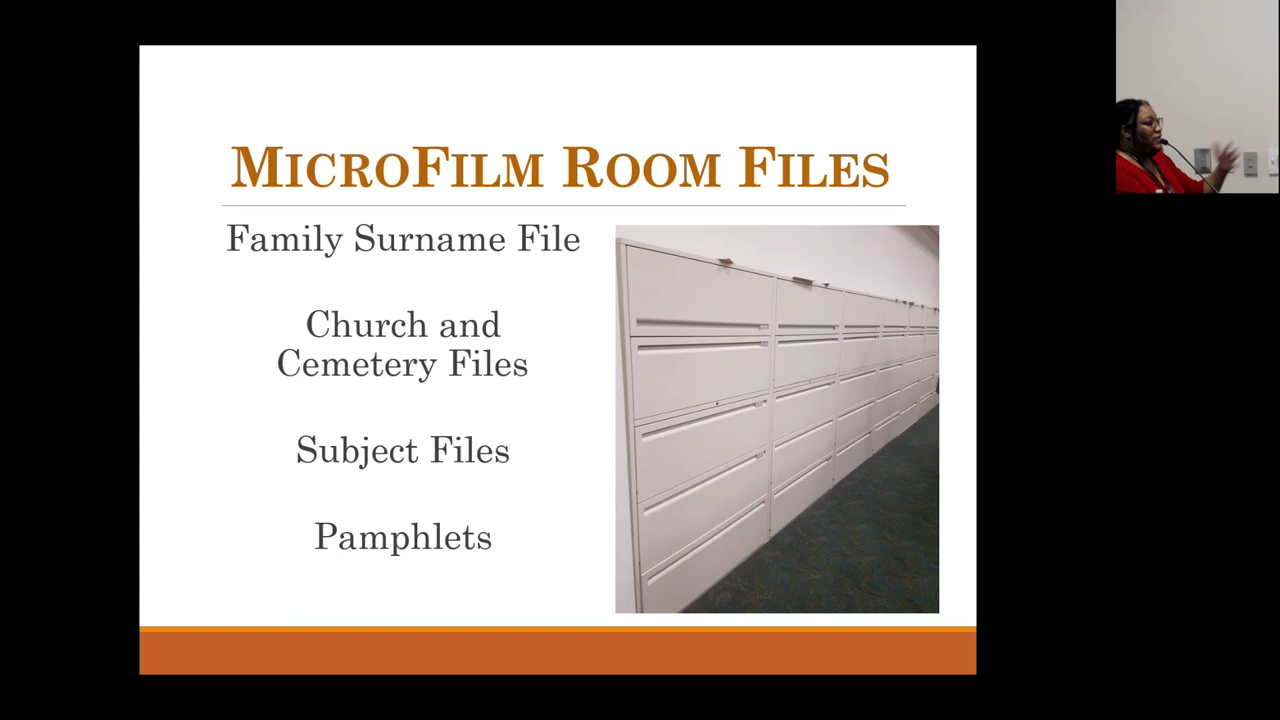 MICROFILM ROOM FILES
Family Surname File
Church and
Cemetery Files
Subject Files
Pamphlets